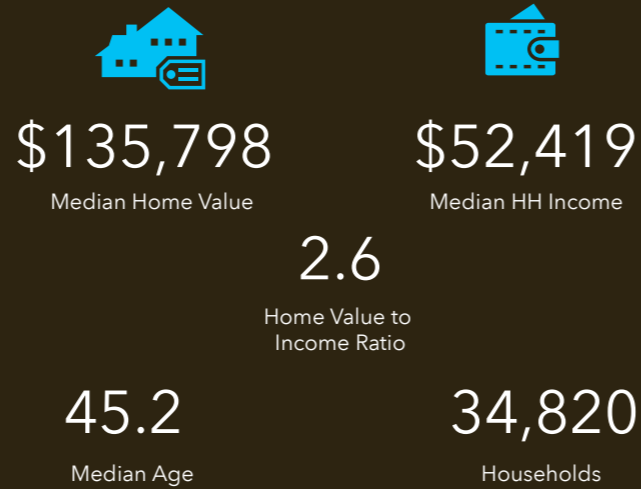 $135,798
Median Home Value
$52,419
Median HH Income
2.6
Home Value to
Income Ratio
45.2
Median Age
34,820
Households